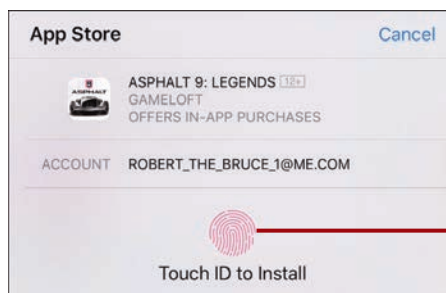 App Store
Cancel
ASPHALT
ASPHALT 9: LEGENDS 12+
GAMELOFT
OFFERS IN-APP PURCHASES
ACCOUNT ROBERT_THE_BRUCE_1@ME.COM
Touch ID to Install